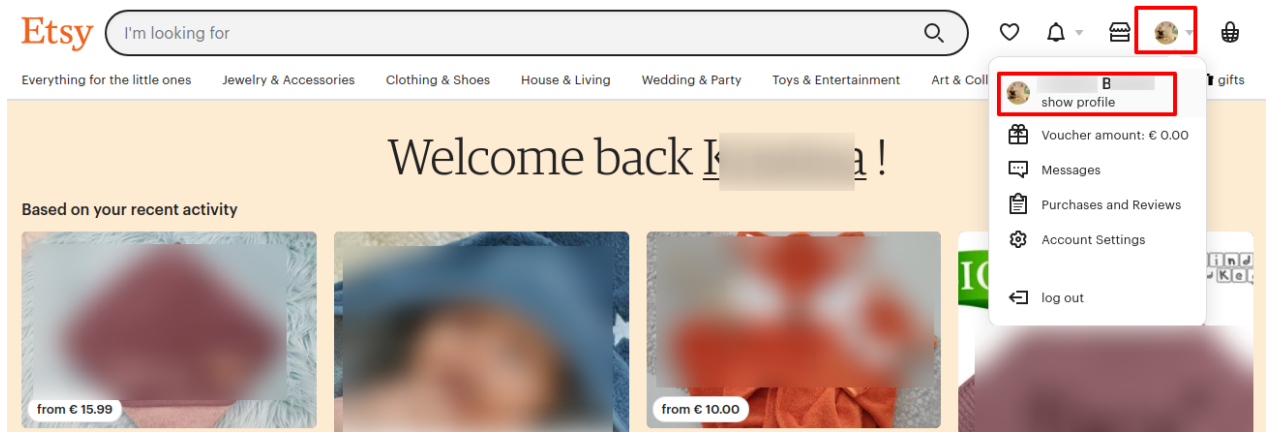 Etsy
I'm looking for
Everything for the little ones Jewelry & Accessories Clothing & Shoes House & Living Wedding & Party Toys & Entertainment Art & Coll gifts
B
show profile
Voucher amount: € 0.00
Messages
Purchases and Reviews
Account Settings
log out
Welcome back K a !
Based on your recent activity
from € 15.99
from € 10.00